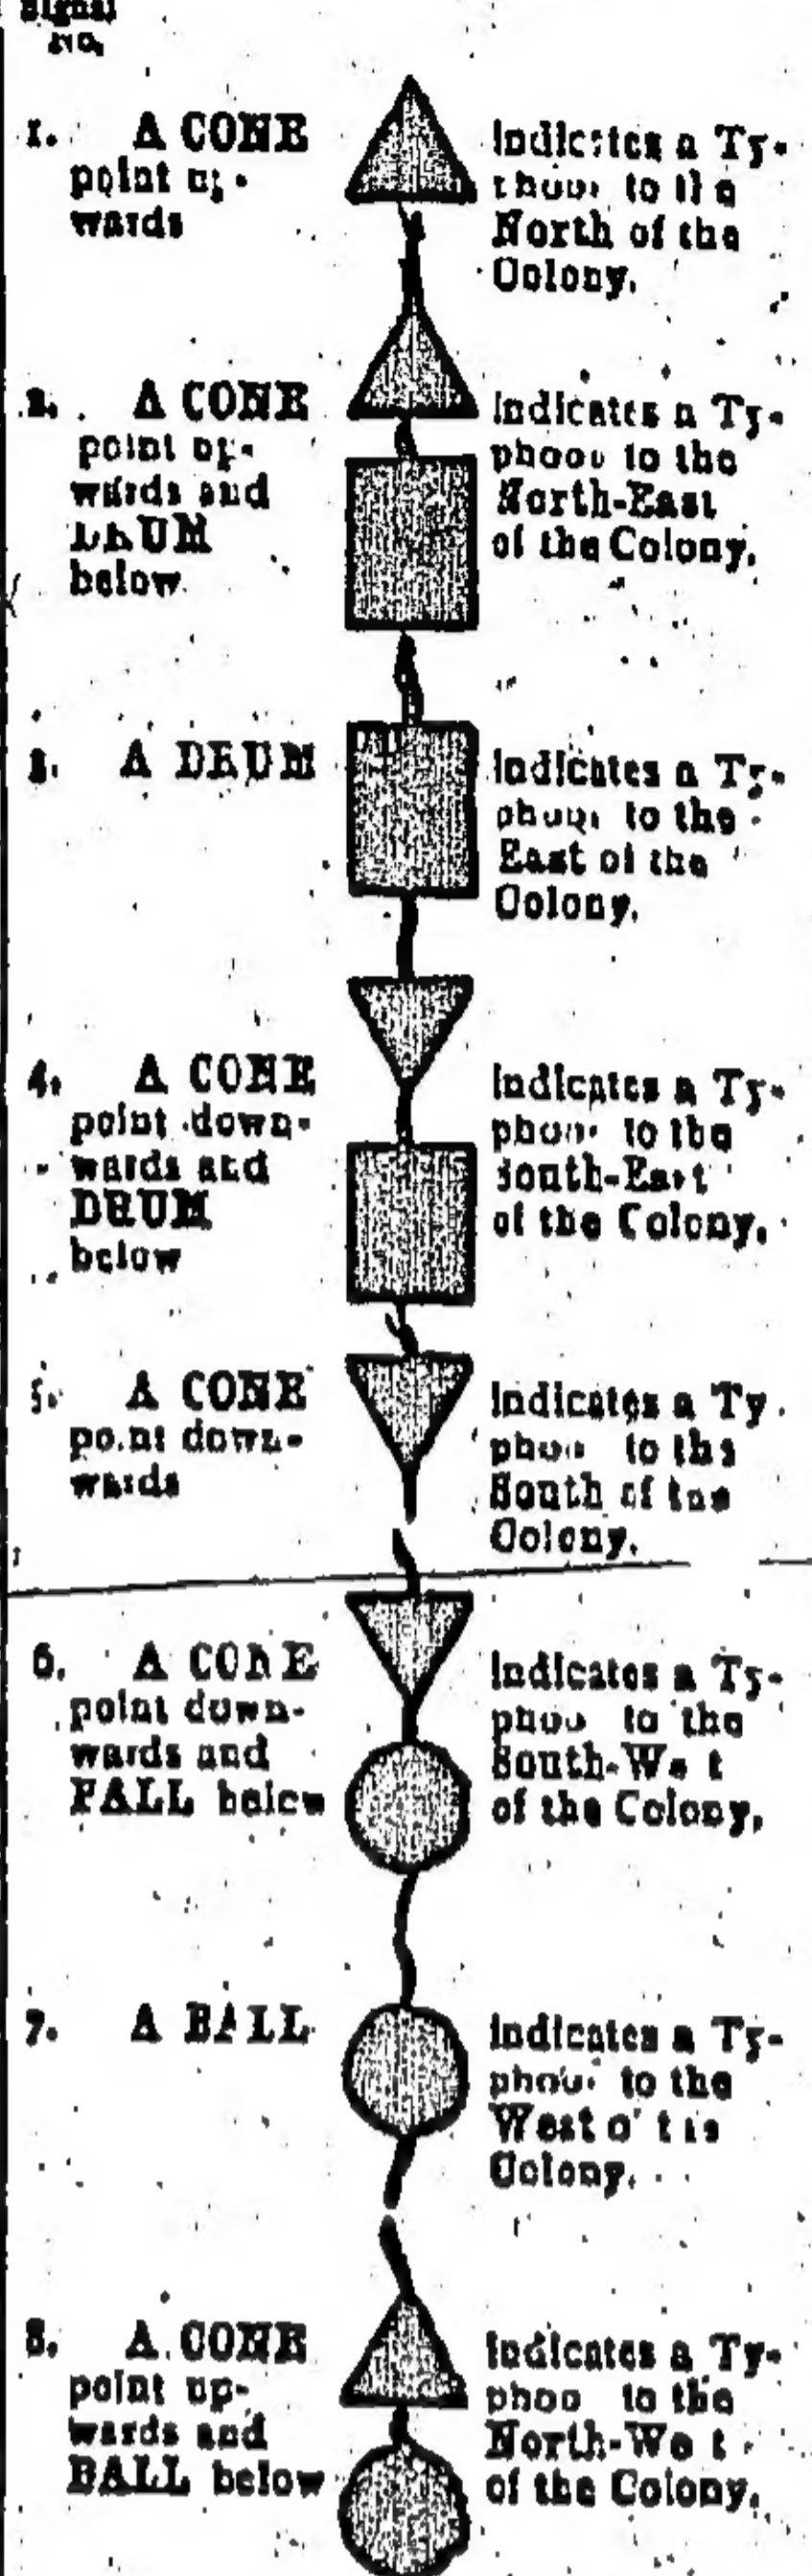 Signal
No.
1. A CONE
point up-
wards
Indicates a Ty-
phoon to the
North of the
Colony.
2. A CONE
point up-
wards and
DRUM
below.
Indicates a Ty-
phoon to the
North-East
of the Colony.
3. A DRUM
Indicates a Ty-
phoon to the
East of the
Colony.
4. A CONE
point down-
wards and
DRUM
below
Indicates a Ty-
phoon to the
South-East
of the Colony.
5. A CONE
point down-
wards
Indicates a Ty-
phoon to the
South of the
Colony.
6. A CONE
point down-
wards and
BALL below
Indicates a Ty-
phoon to the
South-West
of the Colony.
7. A BALL
Indicates a Ty-
phoon to the
West of the
Colony.
8. A CONE
point up-
wards and
BALL below
Indicates a Ty-
phoon to the
North-West
of the Colony.